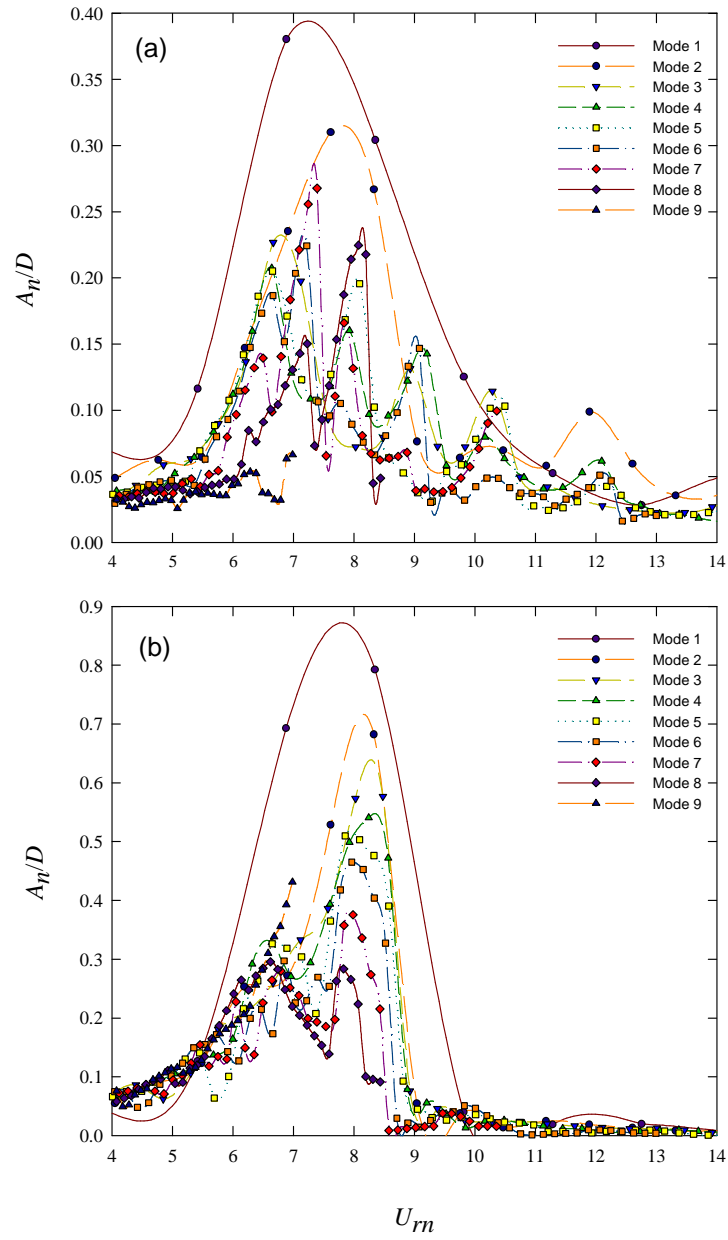 (a)
0.40
0.35
0.30
0.25
0.20
0.15
0.10
0.05
0.00
A_n/D
Mode 1
Mode 2
Mode 3
Mode 4
Mode 5
Mode 6
Mode 7
Mode 8
Mode 9
4 5 6 7 8 9 10 11 12 13 14
(b)
0.9
0.8
0.7
0.6
0.5
0.4
0.3
0.2
0.1
0.0
A_n/D
Mode 1
Mode 2
Mode 3
Mode 4
Mode 5
Mode 6
Mode 7
Mode 8
Mode 9
4 5 6 7 8 9 10 11 12 13 14
U_rn